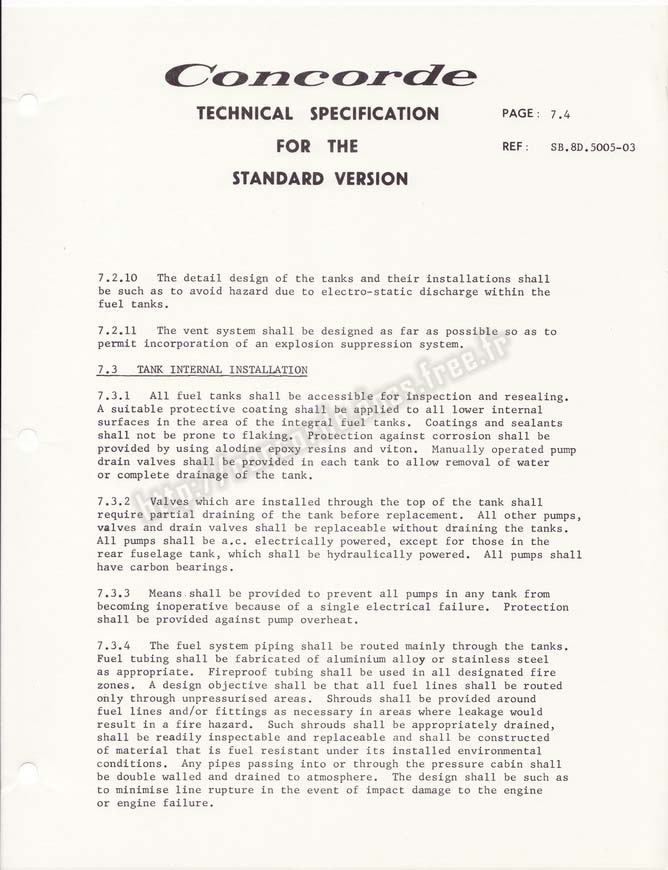 Concorde
TECHNICAL SPECIFICATION
FOR THE
STANDARD VERSION
PAGE: 7.4
REF: SB.8D.5005-03
7.2.10 The detail design of the tanks and their installations shall
be such as to avoid hazard due to electro-static discharge within the
fuel tanks.
7.2.11 The vent system shall be designed as far as possible so as to
permit incorporation of an explosion suppression system.
7.3 TANK INTERNAL INSTALLATION
7.3.1 All fuel tanks shall be accessible for inspection and resealing.
A suitable protective coating shall be applied to all lower internal
surfaces in the area of the integral fuel tanks. Coatings and sealants
shall not be prone to flaking. Protection against corrosion shall be
provided by using alodine, epoxy resins and viton. Manually operated pump
drain valves shall be provided in each tank to allow removal of water
or complete drainage of the tank.
7.3.2 Valves which are installed through the top of the tank shall
require partial draining of the tank before replacement. All other pumps,
valves and drain valves shall be replaceable without draining the tanks.
All pumps shall be a.c. electrically powered, except for those in the
rear fuselage tank, which shall be hydraulically powered. All pumps shall
have carbon bearings.
7.3.3 Means shall be provided to prevent all pumps in any tank from
becoming inoperative because of a single electrical failure. Protection
shall be provided against pump overheat.
7.3.4 The fuel system piping shall be routed mainly through the tanks.
Fuel tubing shall be fabricated of aluminium alloy or stainless steel
as appropriate. Fireproof tubing shall be used in all designated fire
zones. A design objective shall be that all fuel lines shall be routed
only through unpressurised areas. Shrouds shall be provided around
fuel lines and/or fittings as necessary in areas where leakage would
result in a fire hazard. Such shrouds shall be appropriately drained,
shall be readily inspectable and replaceable and shall be constructed
of material that is fuel resistant under its installed environmental
conditions. Any pipes passing into or through the pressure cabin shall
be double walled and drained to atmosphere. The design shall be such as
to minimise line rupture in the event of impact damage to the engine
or engine failure.